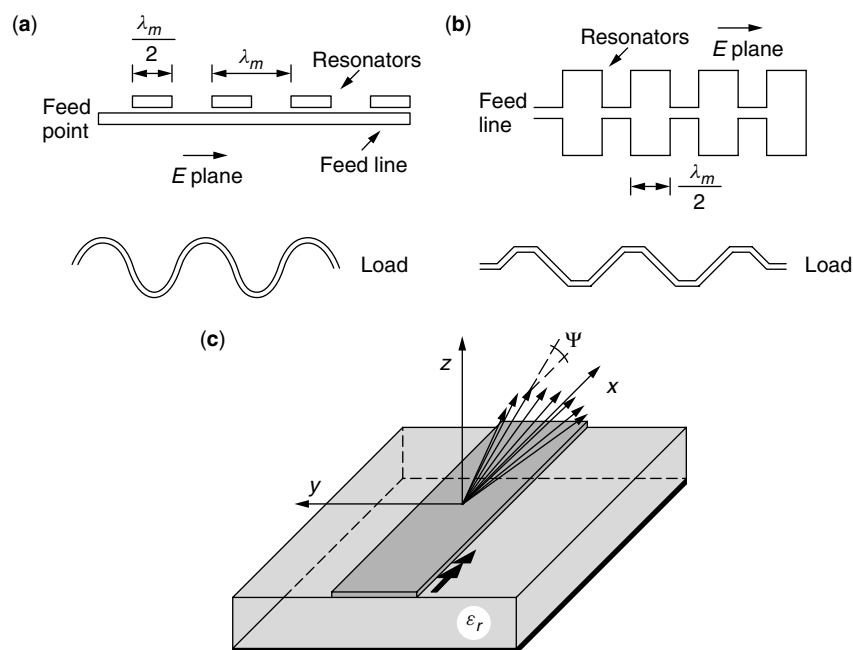 (a)
λm
2
λm
Resonators
Feed
point
Feed line
E plane
Load
(b)
Resonators
E plane
Feed
line
λm
2
Load
(c)
z
Ψ
x
y
εr